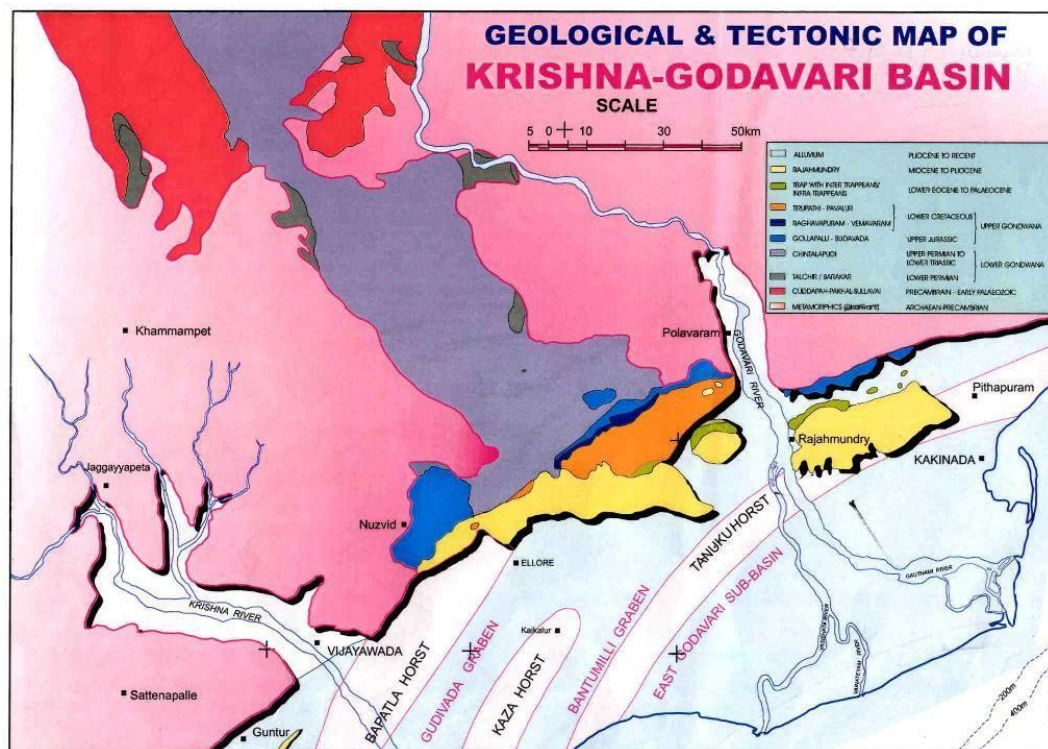 GEOLOGICAL & TECTONIC MAP OF
KRISHNA-GODAVARI BASIN
SCALE
5 0 10 30 50km
ALLUVIUM PLIOCENE TO RECENT
RAJAHMUNDRY MIOCENE TO PLIOCENE
TRAP WITH INTER TRAPPEANS/
INFRA TRAPPEANS LOWER EOCENE TO PALAEOCENE
TIRUPATHI - PAVALUR
LOWER CRETACEOUS
RAGHAVAPURAM - VEMAVARAM
UPPER GONDWANA
GOLLAPALLI - BUDAVADA UPPER JURASSIC
CHINTALAPUDI UPPER PERMIAN TO
LOWER TRIASSIC
LOWER GONDWANA
TALCHIR / BARAKAR LOWER PERMIAN
CUDDAPAH-PAKHAL-SULLAVAI PRECAMBRAIN - EARLY PALAEOZOIC
METAMORPHICS ARCHAEAN-PRECAMBRIAN
Khammampet
Polavaram
GODAVARI RIVER
Pithapuram
Rajahmundry
KAKINADA
Jaggayyapeta
Nuzvid
ELLORE
TANUKU HORST
GAUTHAMI RIVER
KRISHNA RIVER
Kaikalur
VIJAYAWADA
BAPATLA HORST
GUDIVADA GRABEN
KAZA HORST
BANTUMILLI GRABEN
EAST GODAVARI SUB-BASIN
Sattenapalle
Guntur
200m
400m